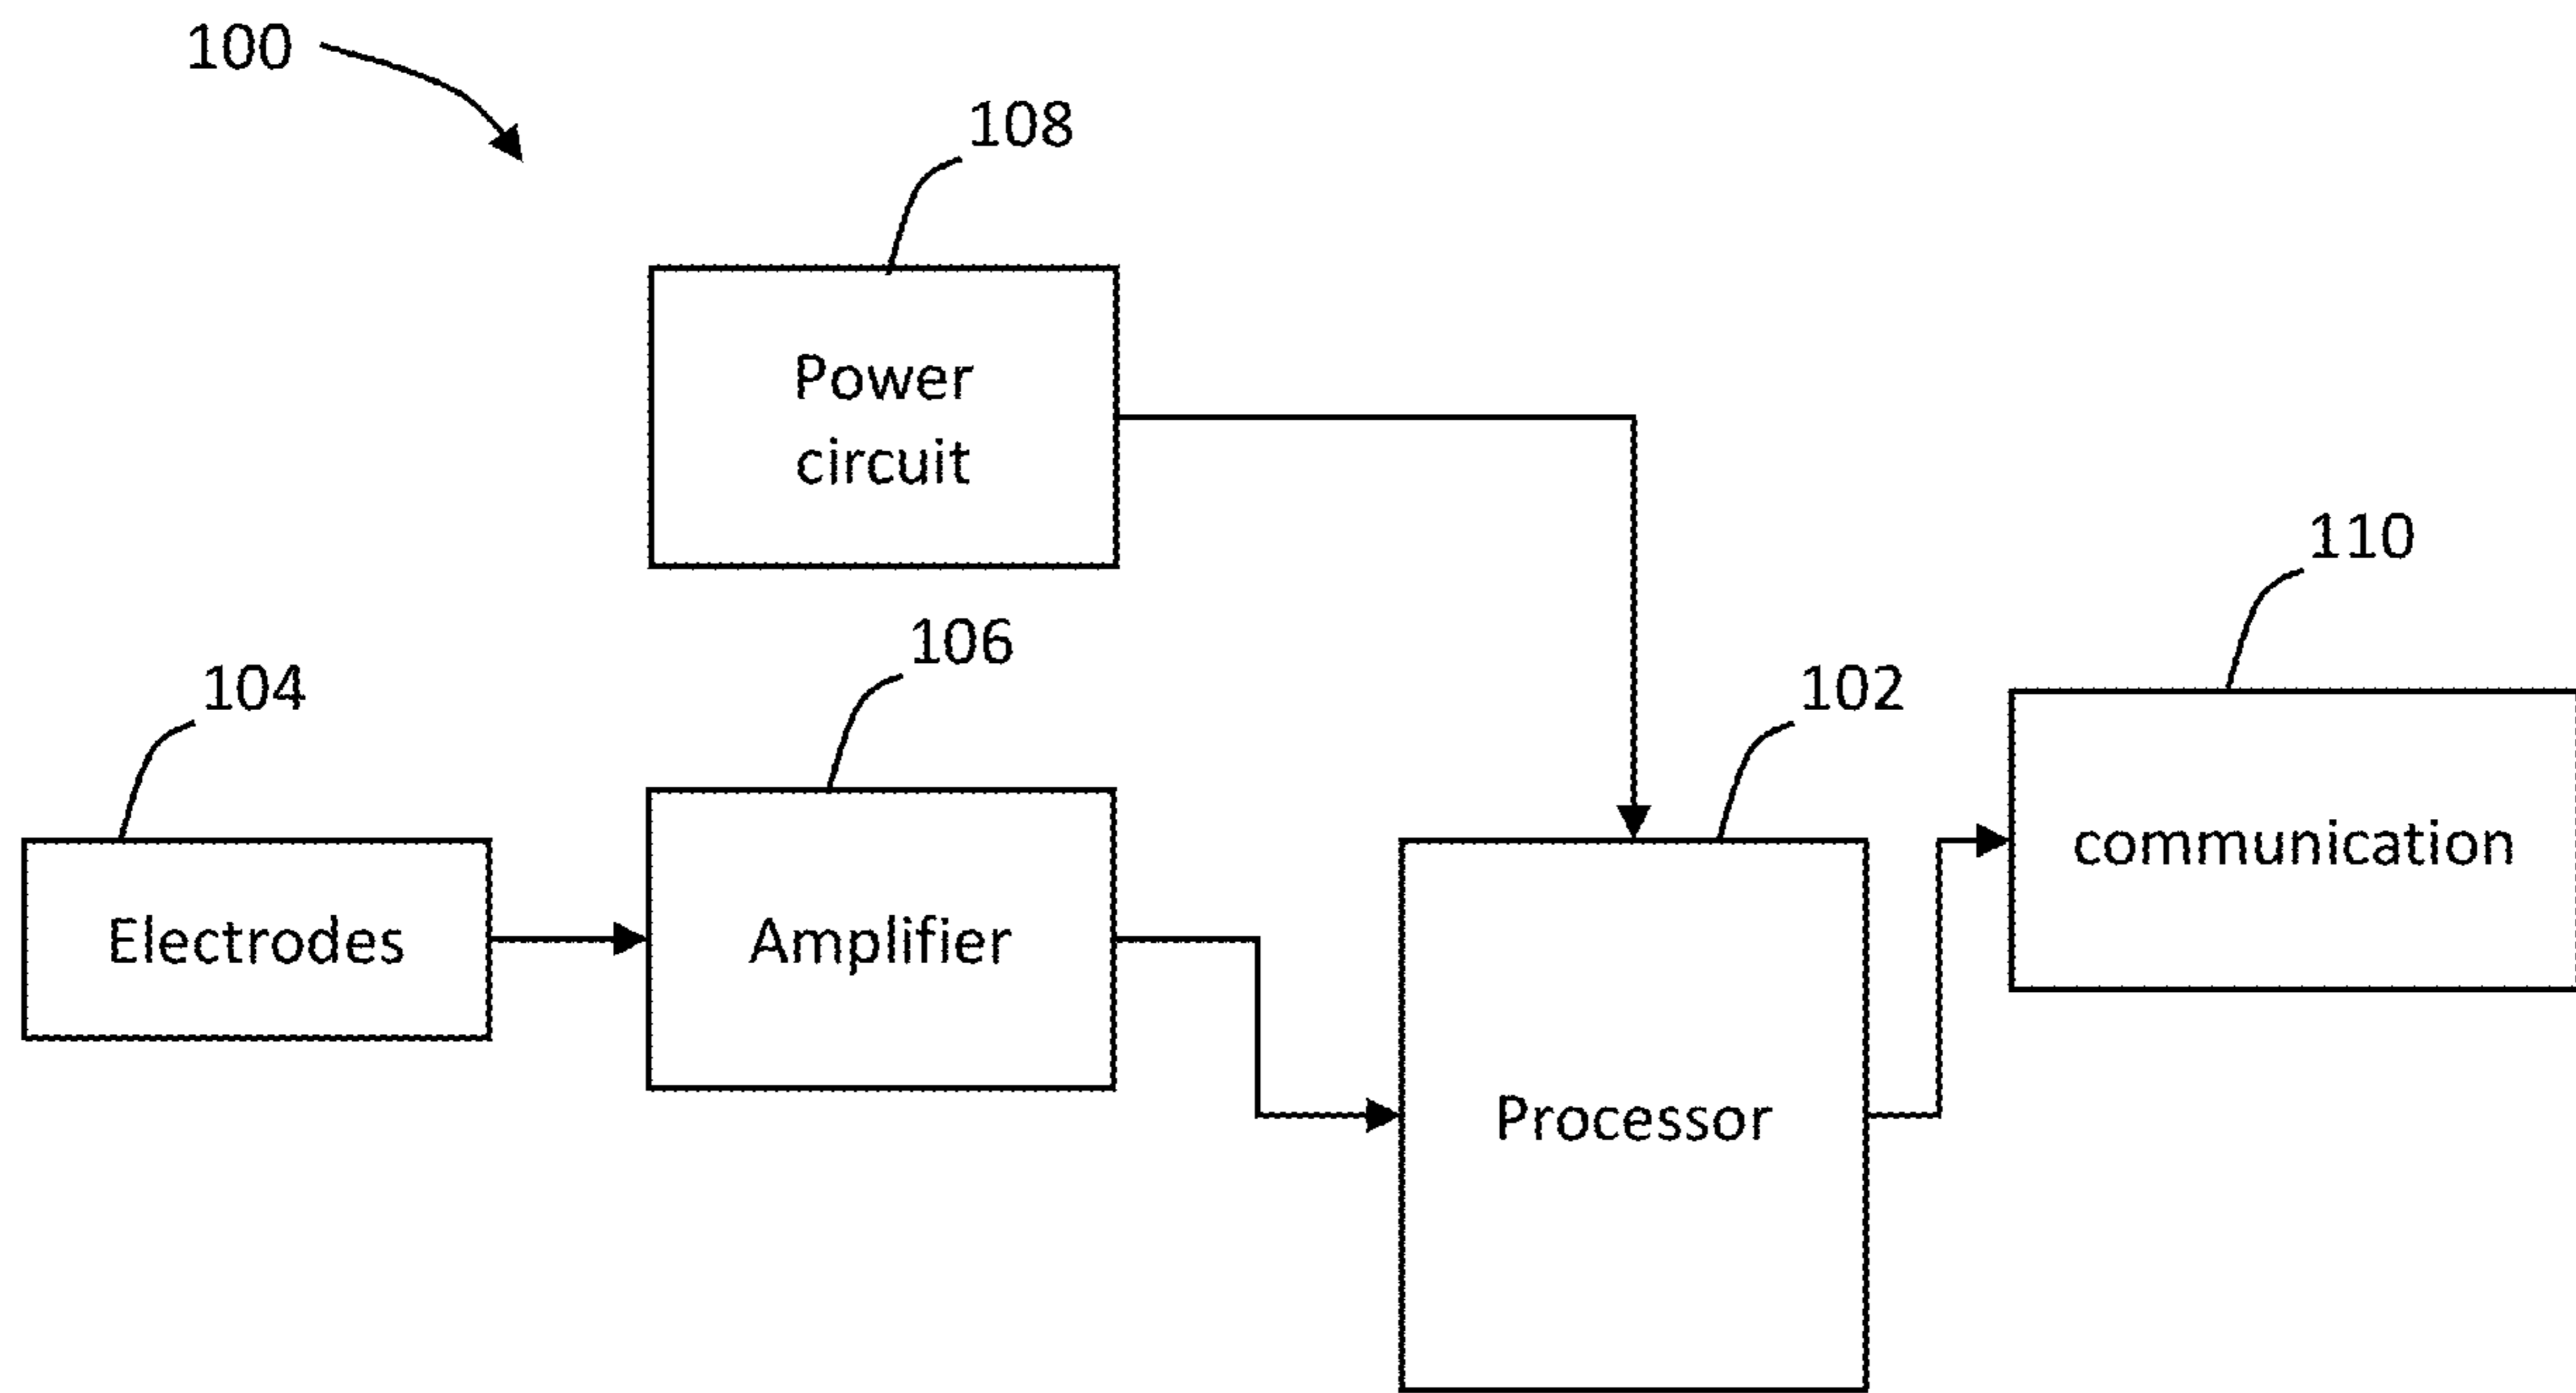 100
108
Power
circuit
110
106
104
102
communication
Electrodes
Amplifier
Processor